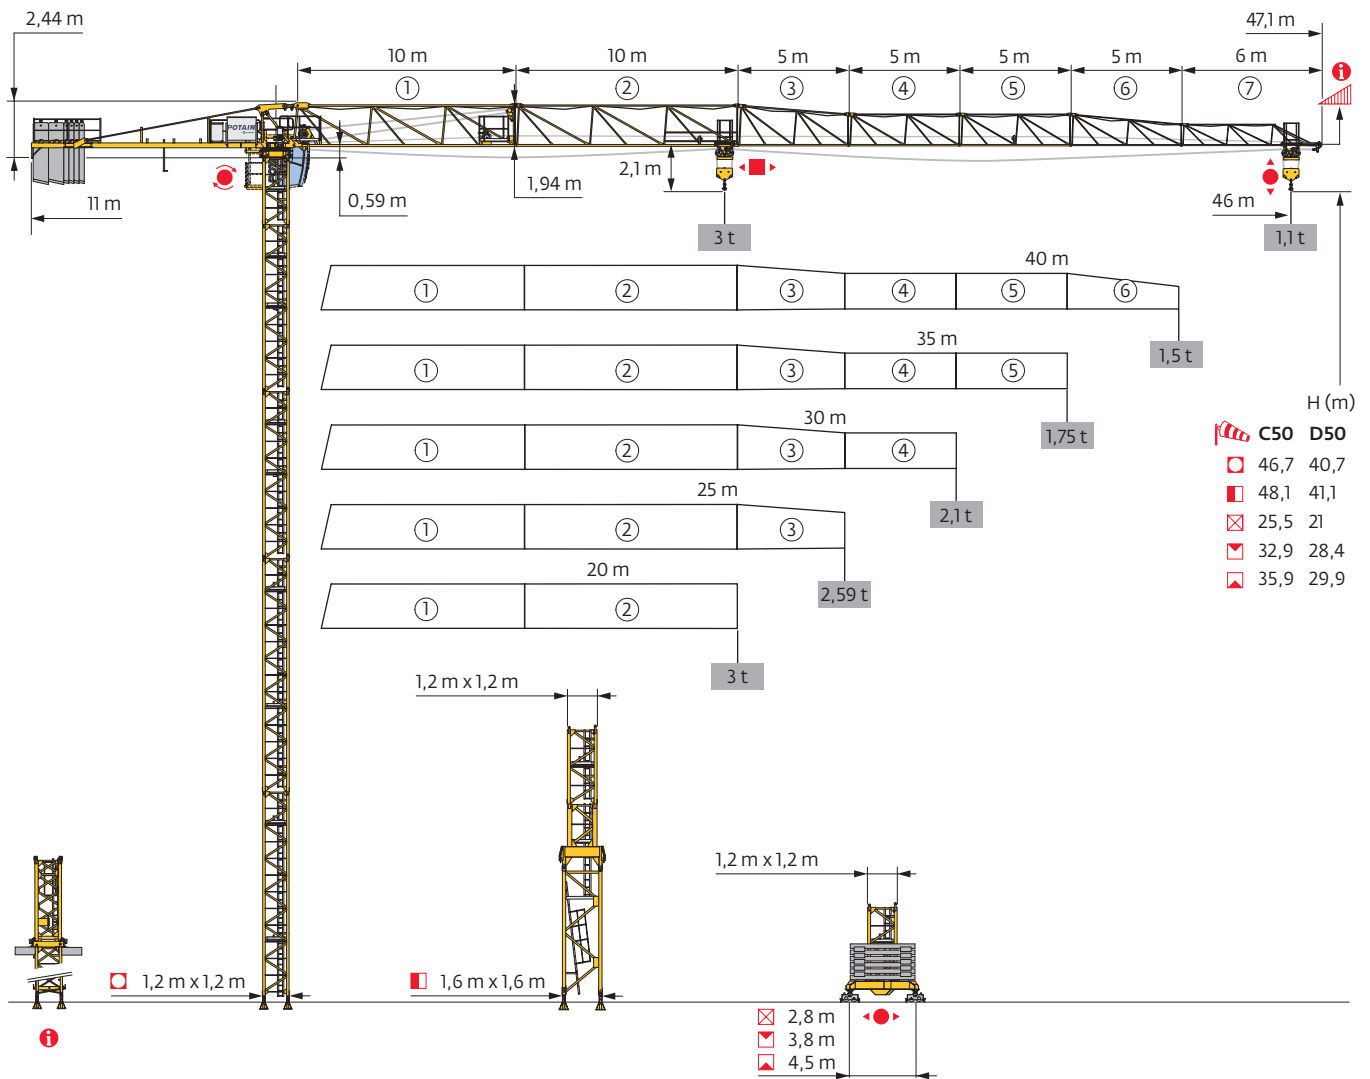 2,44 m
47,1 m
10 m 10 m 5 m 5 m 5 m 5 m 6 m
1 2 3 4 5 6 7
i
POTAIN
2,1 m
1,94 m
11 m
0,59 m
46 m
3 t
1,1 t
40 m
1 2 3 4 5 6
1,5 t
35 m
1 2 3 4 5
1,75 t
H (m)
30 m
C50 D50
1 2 3 4
46,7 40,7
2,1 t
48,1 41,1
25 m
25,5 21
1 2 3
32,9 28,4
2,59 t
35,9 29,9
20 m
1 2
3 t
1,2 m x 1,2 m
1,2 m x 1,2 m
1,2 m x 1,2 m
1,6 m x 1,6 m
i
2,8 m
3,8 m
4,5 m